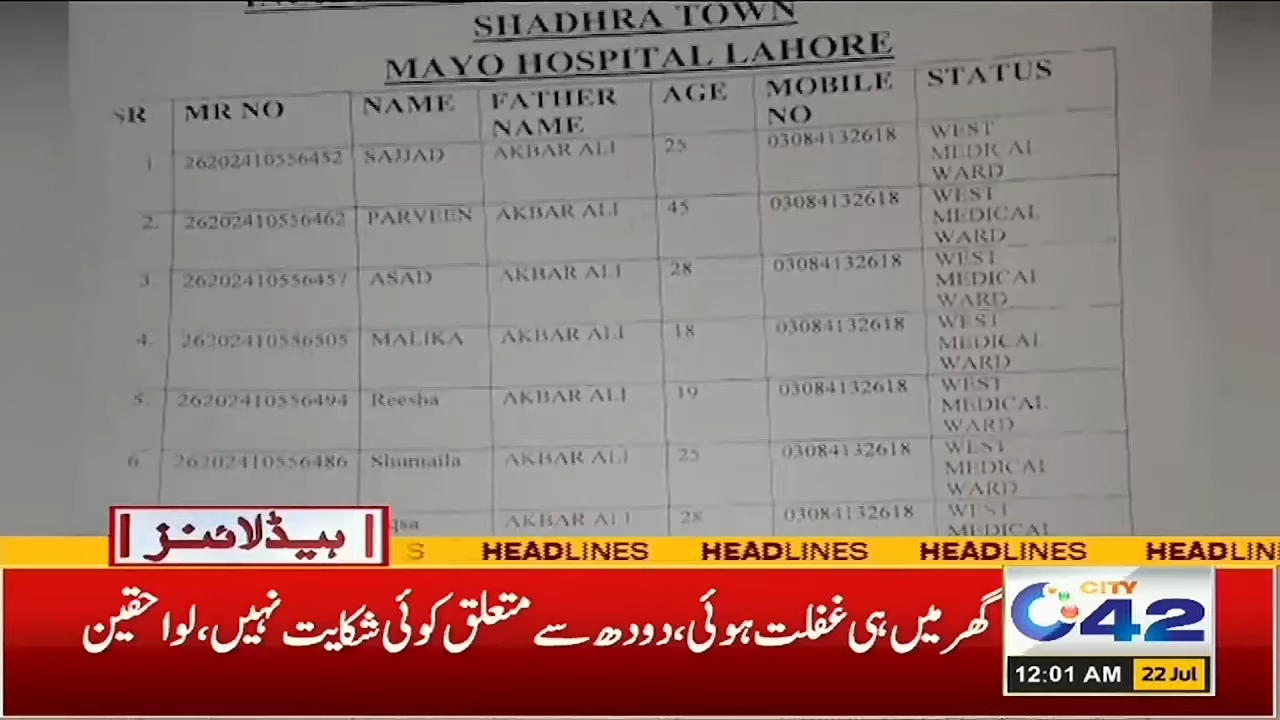 SHADHRA TOWN
MAYO HOSPITAL LAHORE
SR MR NO NAME FATHER NAME AGE MOBILE NO STATUS
1. 26202410556452 SAJJAD AKBAR ALI 25 03084132618 WEST MEDICAL WARD
2. 26202410556462 PARVEEN AKBAR ALI 45 03084132618 WEST MEDICAL WARD
3. 26202410556457 ASAD AKBAR ALI 28 03084132618 WEST MEDICAL WARD
4. 26202410556505 MALIKA AKBAR ALI 18 03084132618 WEST MEDICAL WARD
5. 26202410556494 Reesha AKBAR ALI 19 03084132618 WEST MEDICAL WARD
6 26202410556486 Shumaila AKBAR ALI 25 03084132618 WEST MEDICAL WARD
AKBAR ALI 28 03084132618 WEST MEDICAL
ہیڈلائنز
S HEADLINES HEADLINES HEADLINES HEADLIN
گھر میں ہی غفلت ہوئی، دودھ سے متعلق کوئی شکایت نہیں، لواحقین
CITY 42
12:01 AM 22 Jul